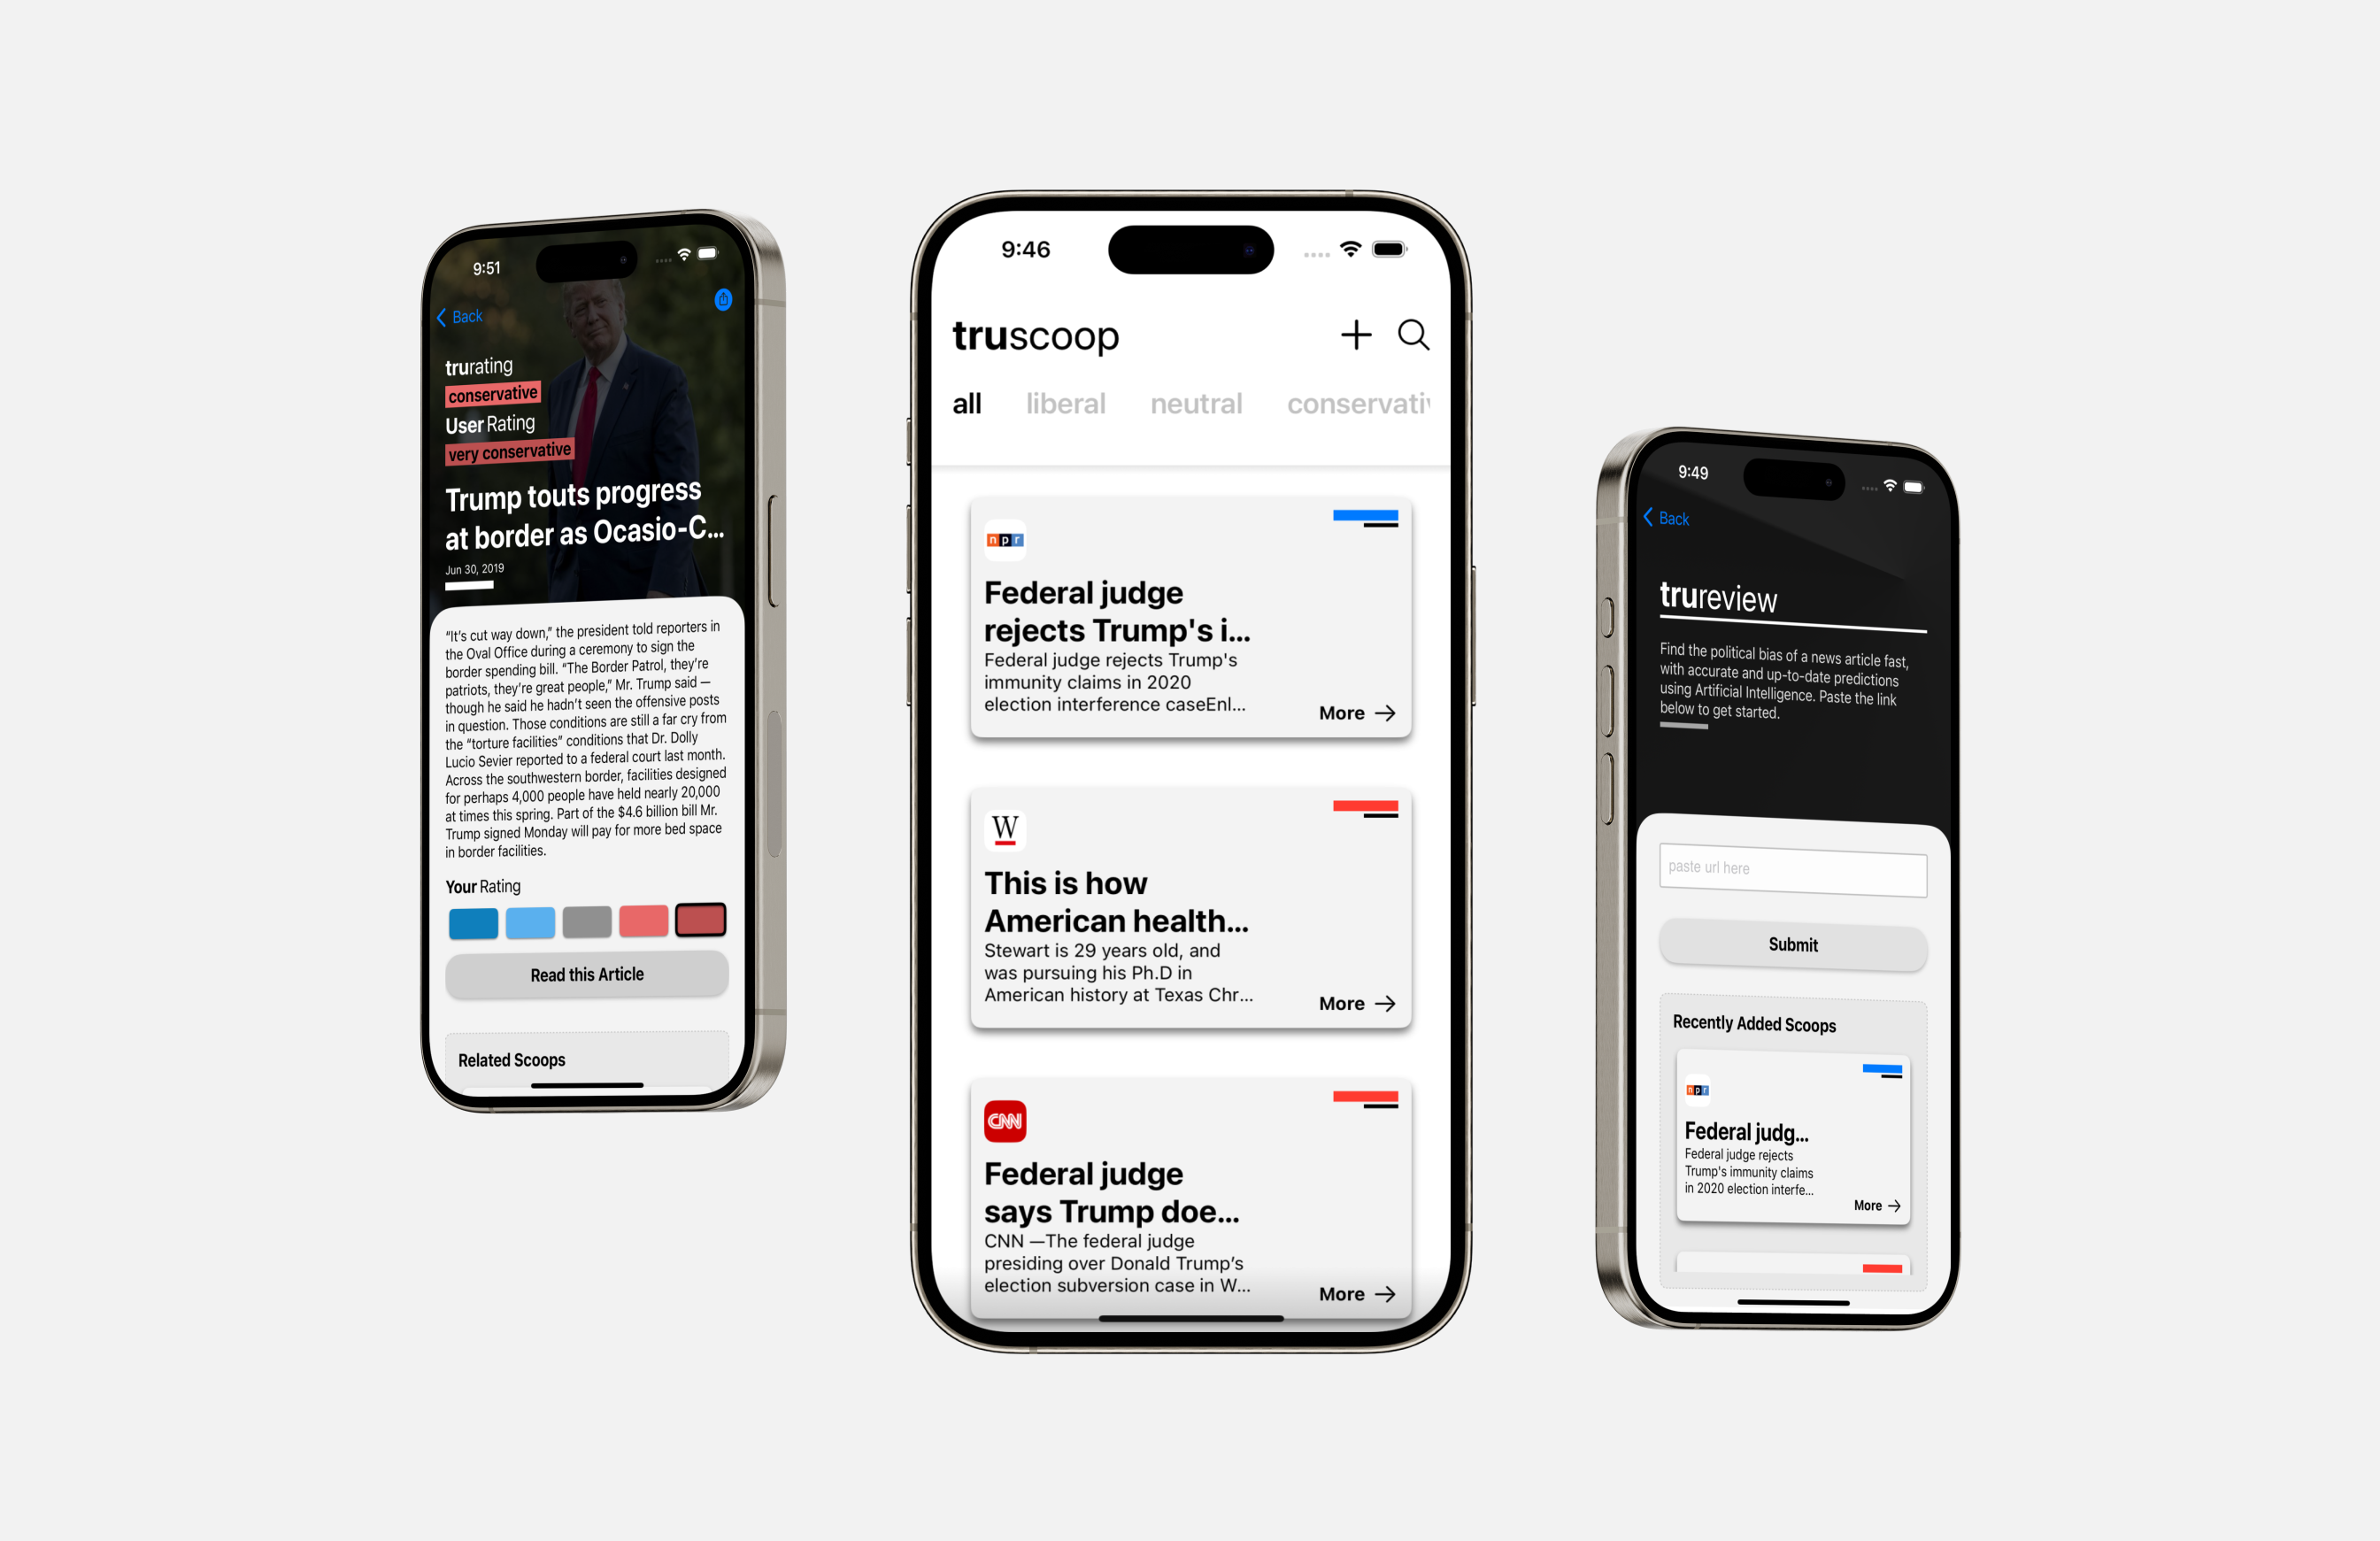 9:51
Back
trurating
conservative
User Rating
very conservative
Trump touts progress
at border as Ocasio-C...
Jun 30, 2019
“It’s cut way down,” the president told reporters in
the Oval Office during a ceremony to sign the
border spending bill. “The Border Patrol, they’re
patriots, they’re great people,” Mr. Trump said —
though he said he hadn’t seen the offensive posts
in question. Those conditions are still a far cry from
the “torture facilities” conditions that Dr. Dolly
Lucio Sevier reported to a federal court last month.
Across the southwestern border, facilities designed
for perhaps 4,000 people have held nearly 20,000
at times this spring. Part of the $4.6 billion bill Mr.
Trump signed Monday will pay for more bed space
in border facilities.
Your Rating
Read this Article
Related Scoops
9:46
truscoop
all liberal neutral conservativ
npr
Federal judge
rejects Trump's i...
Federal judge rejects Trump's
immunity claims in 2020
election interference caseEnl...
More
W
This is how
American health...
Stewart is 29 years old, and
was pursuing his Ph.D in
American history at Texas Chr...
More
CNN
Federal judge
says Trump doe...
CNN —The federal judge
presiding over Donald Trump’s
election subversion case in W...
More
9:49
Back
trureview
Find the political bias of a news article fast,
with accurate and up-to-date predictions
using Artificial Intelligence. Paste the link
below to get started.
paste url here
Submit
Recently Added Scoops
npr
Federal judg...
Federal judge rejects
Trump's immunity claims
in 2020 election interfe...
More